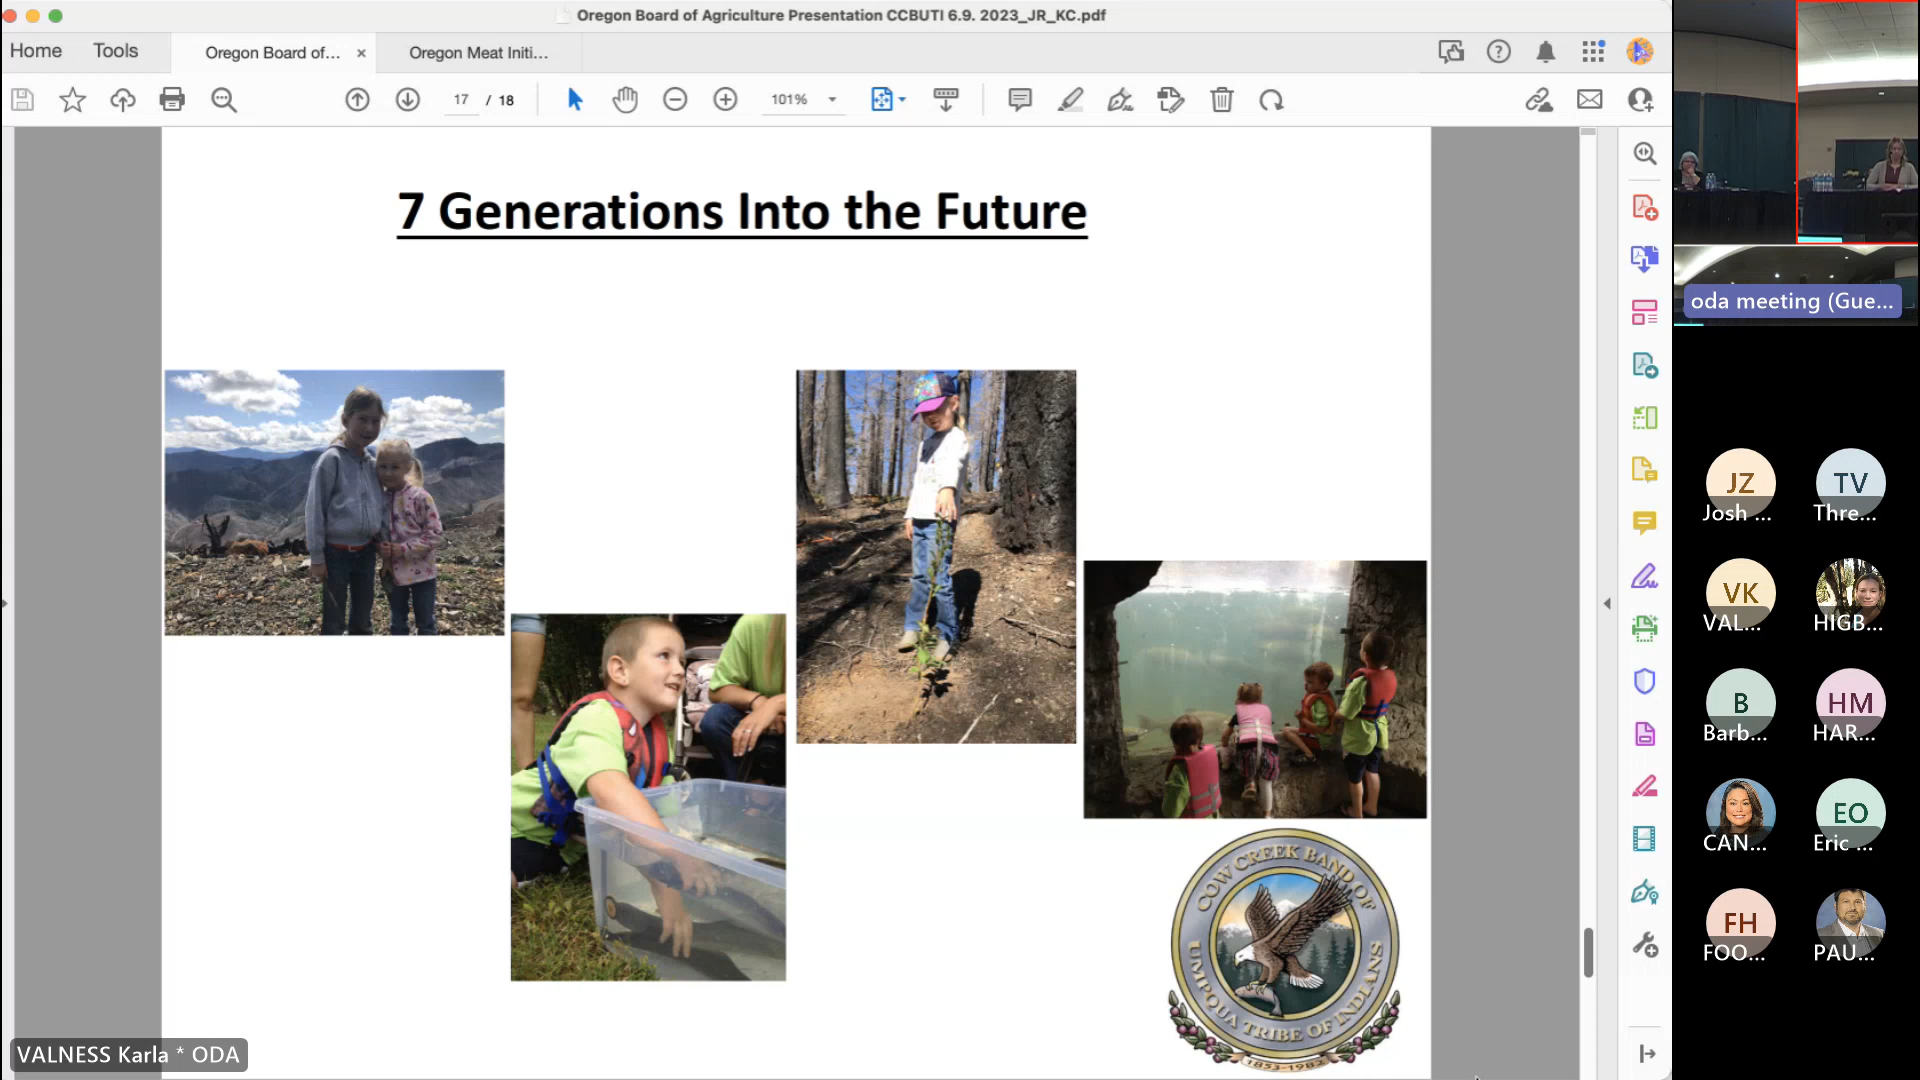 Oregon Board of Agriculture Presentation CCBUTI 6.9. 2023_JR_KC.pdf
Home
Tools
Oregon Board of...
Oregon Meat Initi...
17 / 18
101%
7 Generations Into the Future
COW CREEK BAND OF
UMPQUA TRIBE OF INDIANS
1853-1982
VALNESS Karla * ODA
oda meeting (Gue...
JZ
Josh ...
TV
Thre...
VK
VAL...
HIGB...
B
Barb...
HM
HAR...
CAN...
EO
Eric ...
FH
FOO...
PAU...